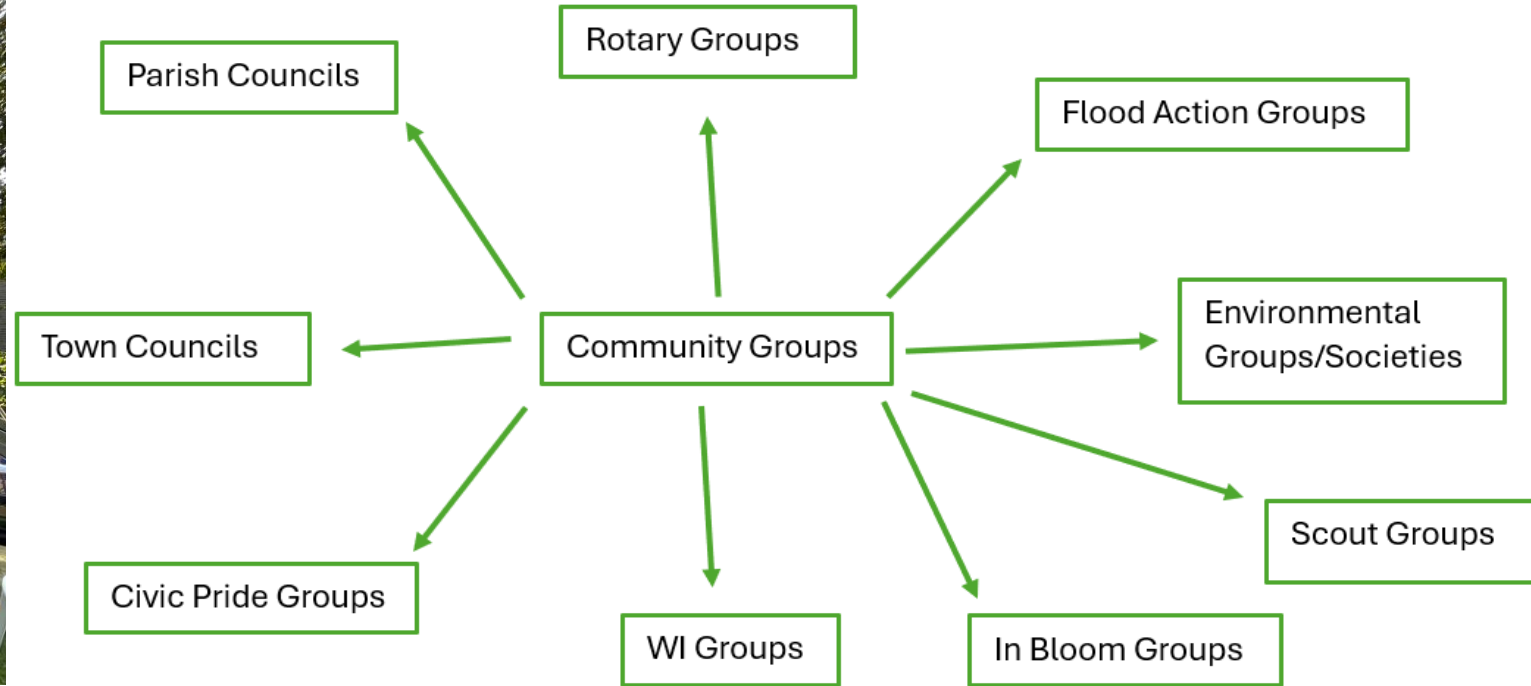 Rotary Groups
Parish Councils
Flood Action Groups
Environmental
Groups/Societies
Town Councils
Community Groups
Scout Groups
Civic Pride Groups
WI Groups
In Bloom Groups